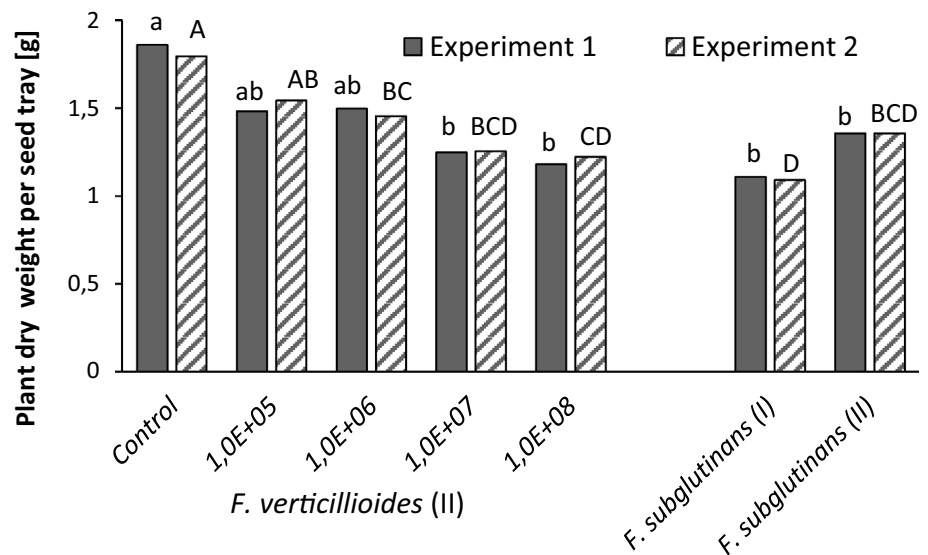 Plant dry weight per seed tray [g]
2
1,5
1
0,5
0
Experiment 1
Experiment 2
a A
ab AB
ab BC
b BCD
b CD
b D
b BCD
Control
1,0E+05
1,0E+06
1,0E+07
1,0E+08
F. subglutinans (I)
F. subglutinans (II)
F. verticillioides (II)